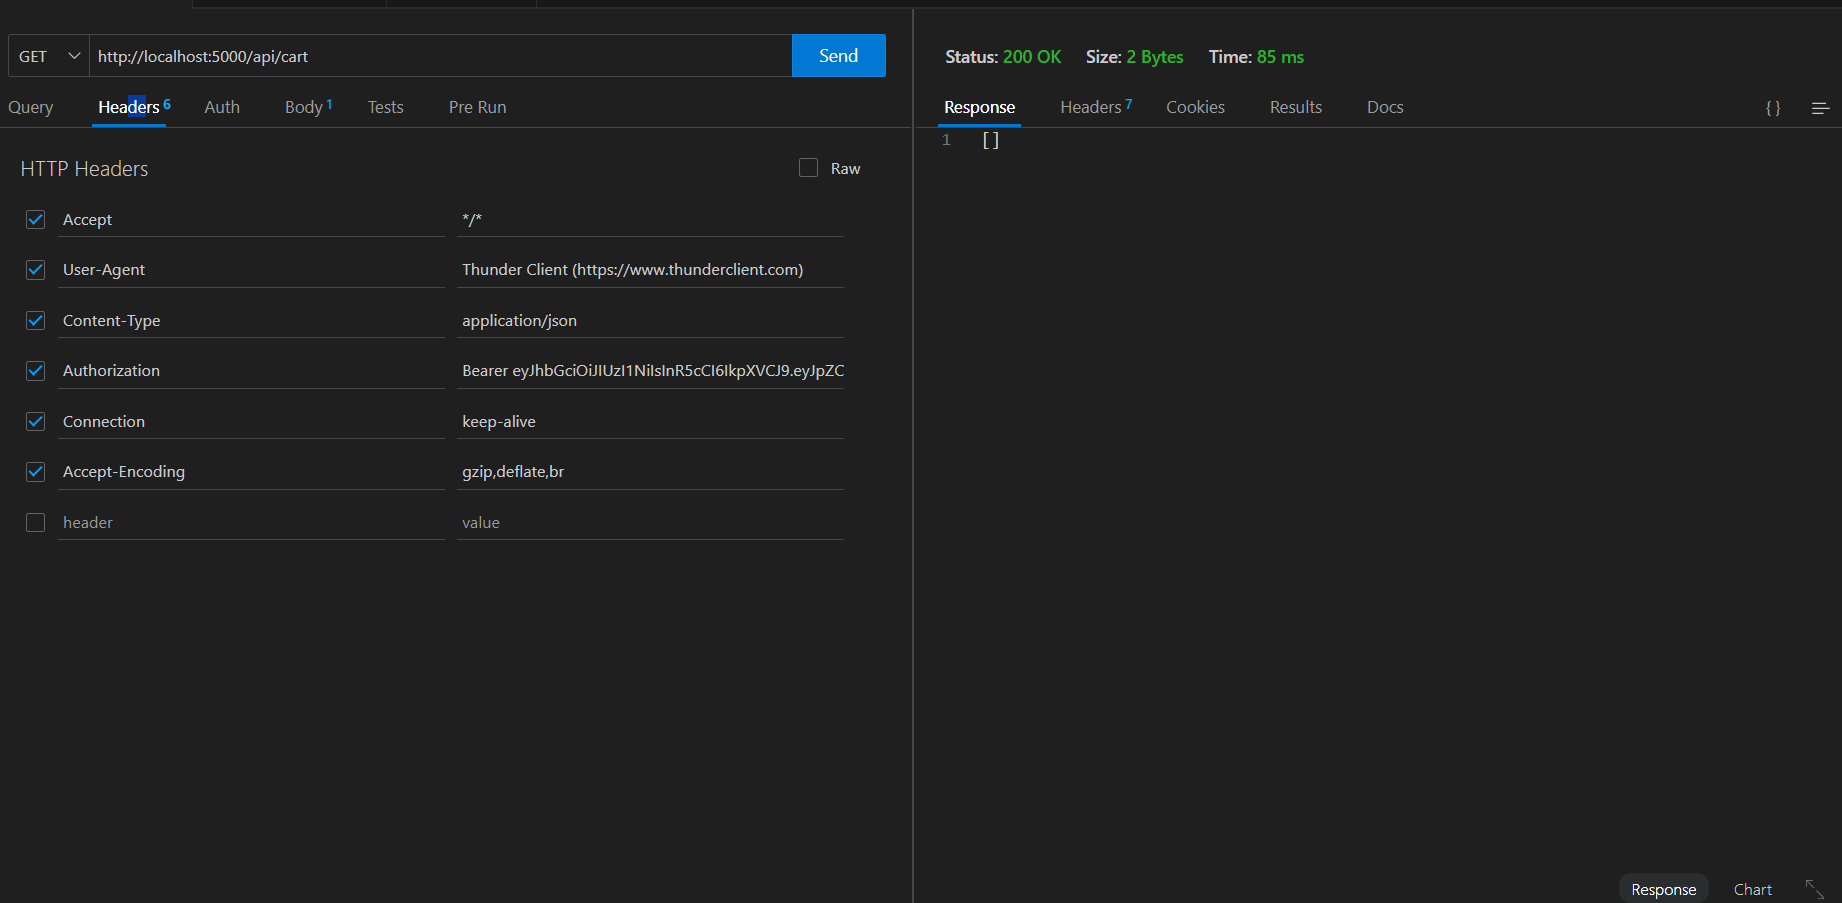 GET
http://localhost:5000/api/cart
Send
Query
Headers 6
Auth
Body 1
Tests
Pre Run
HTTP Headers
Raw
Accept */*
User-Agent Thunder Client (https://www.thunderclient.com)
Content-Type application/json
Authorization Bearer eyJhbGciOiJIUzI1NiIsInR5cCI6IkpXVCJ9.eyJpZC
Connection keep-alive
Accept-Encoding gzip,deflate,br
header value
Status: 200 OK Size: 2 Bytes Time: 85 ms
Response
Headers 7
Cookies
Results
Docs
{ }
1 []
Response
Chart